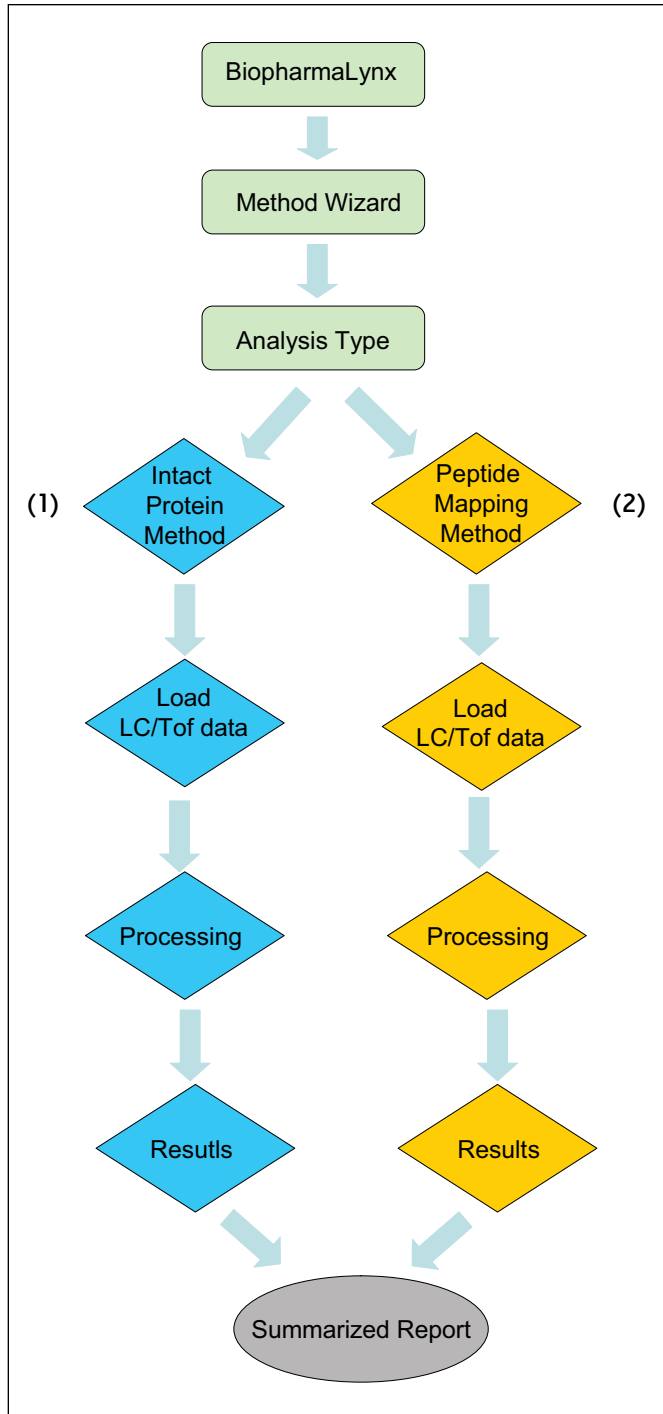 BiopharmaLynx
Method Wizard
Analysis Type
(1)
Intact
Protein
Method
Peptide
Mapping
Method
(2)
Load
LC/Tof data
Load
LC/Tof data
Processing
Processing
Resutls
Results
Summarized Report